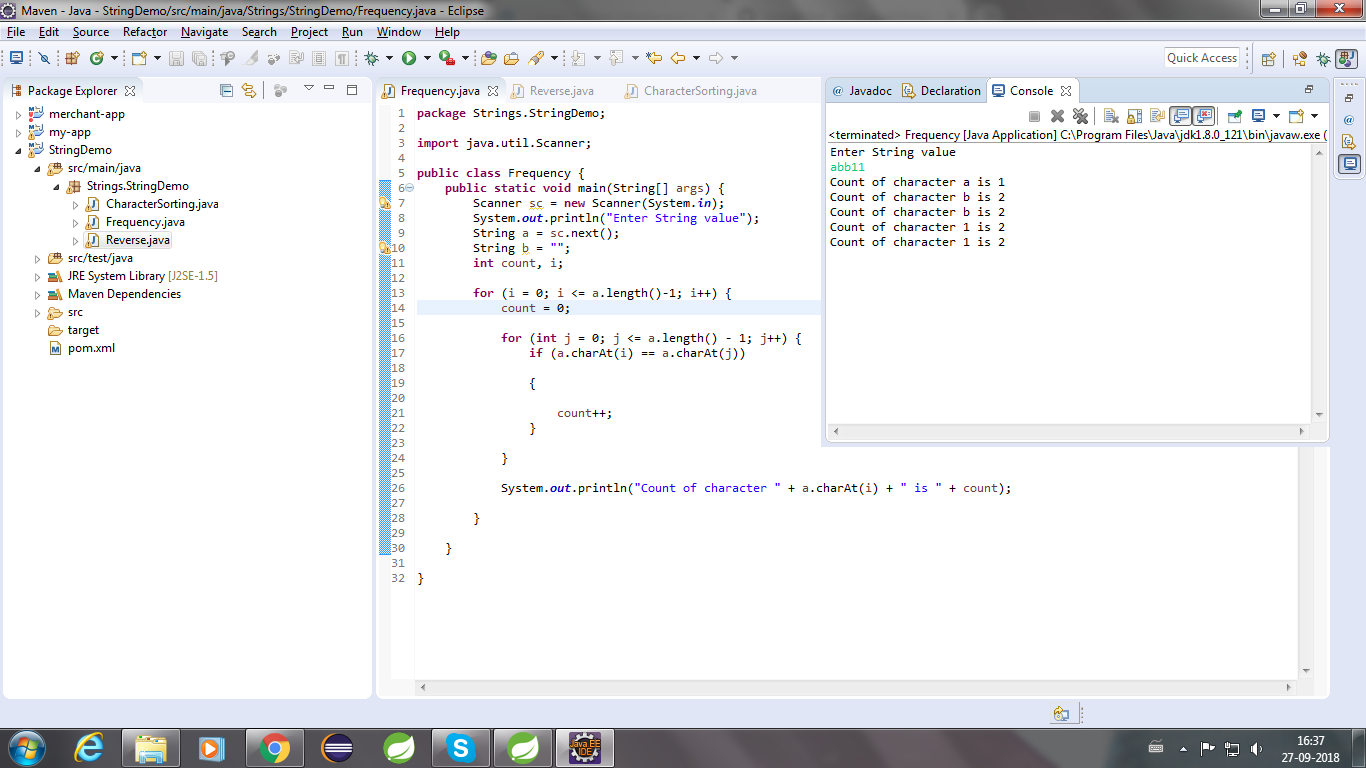 Maven - Java - StringDemo/src/main/java/Strings/StringDemo/Frequency.java - Eclipse
File Edit Source Refactor Navigate Search Project Run Window Help
Quick Access
Package Explorer
merchant-app
my-app
StringDemo
src/main/java
Strings.StringDemo
CharacterSorting.java
Frequency.java
Reverse.java
src/test/java
JRE System Library [J2SE-1.5]
Maven Dependencies
src
target
pom.xml
Frequency.java Reverse.java CharacterSorting.java
1 package Strings.StringDemo;
2
3 import java.util.Scanner;
4
5 public class Frequency {
6 public static void main(String[] args) {
7 Scanner sc = new Scanner(System.in);
8 System.out.println("Enter String value");
9 String a = sc.next();
10 String b = "";
11 int count, i;
12
13 for (i = 0; i <= a.length()-1; i++) {
14 count = 0;
15
16 for (int j = 0; j <= a.length() - 1; j++) {
17 if (a.charAt(i) == a.charAt(j))
18
19 {
20
21 count++;
22 }
23
24 }
25
26 System.out.println("Count of character " + a.charAt(i) + " is " + count);
27
28 }
29
30 }
31
32 }
@ Javadoc Declaration Console
<terminated> Frequency [Java Application] C:\Program Files\Java\jdk1.8.0_121\bin\javaw.exe (
Enter String value
abb11
Count of character a is 1
Count of character b is 2
Count of character b is 2
Count of character 1 is 2
Count of character 1 is 2
Java EE
IDE
16:37
27-09-2018